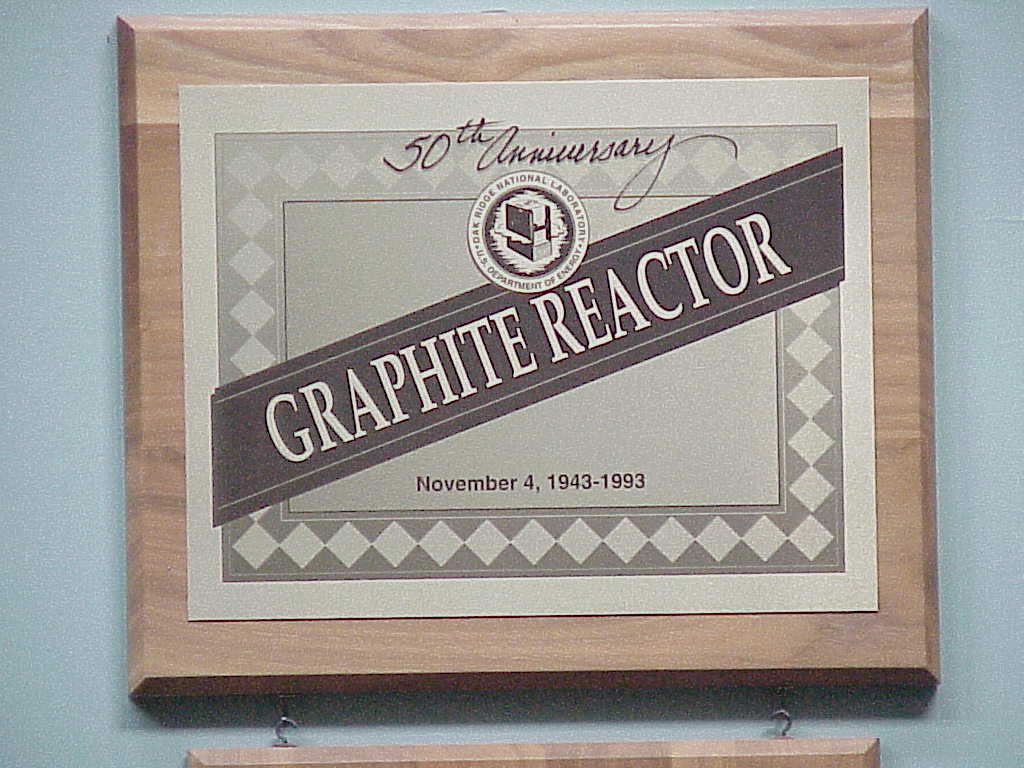 50th Anniversary
OAK RIDGE NATIONAL LABORATORY
U.S. DEPARTMENT OF ENERGY
GRAPHITE REACTOR
November 4, 1943-1993